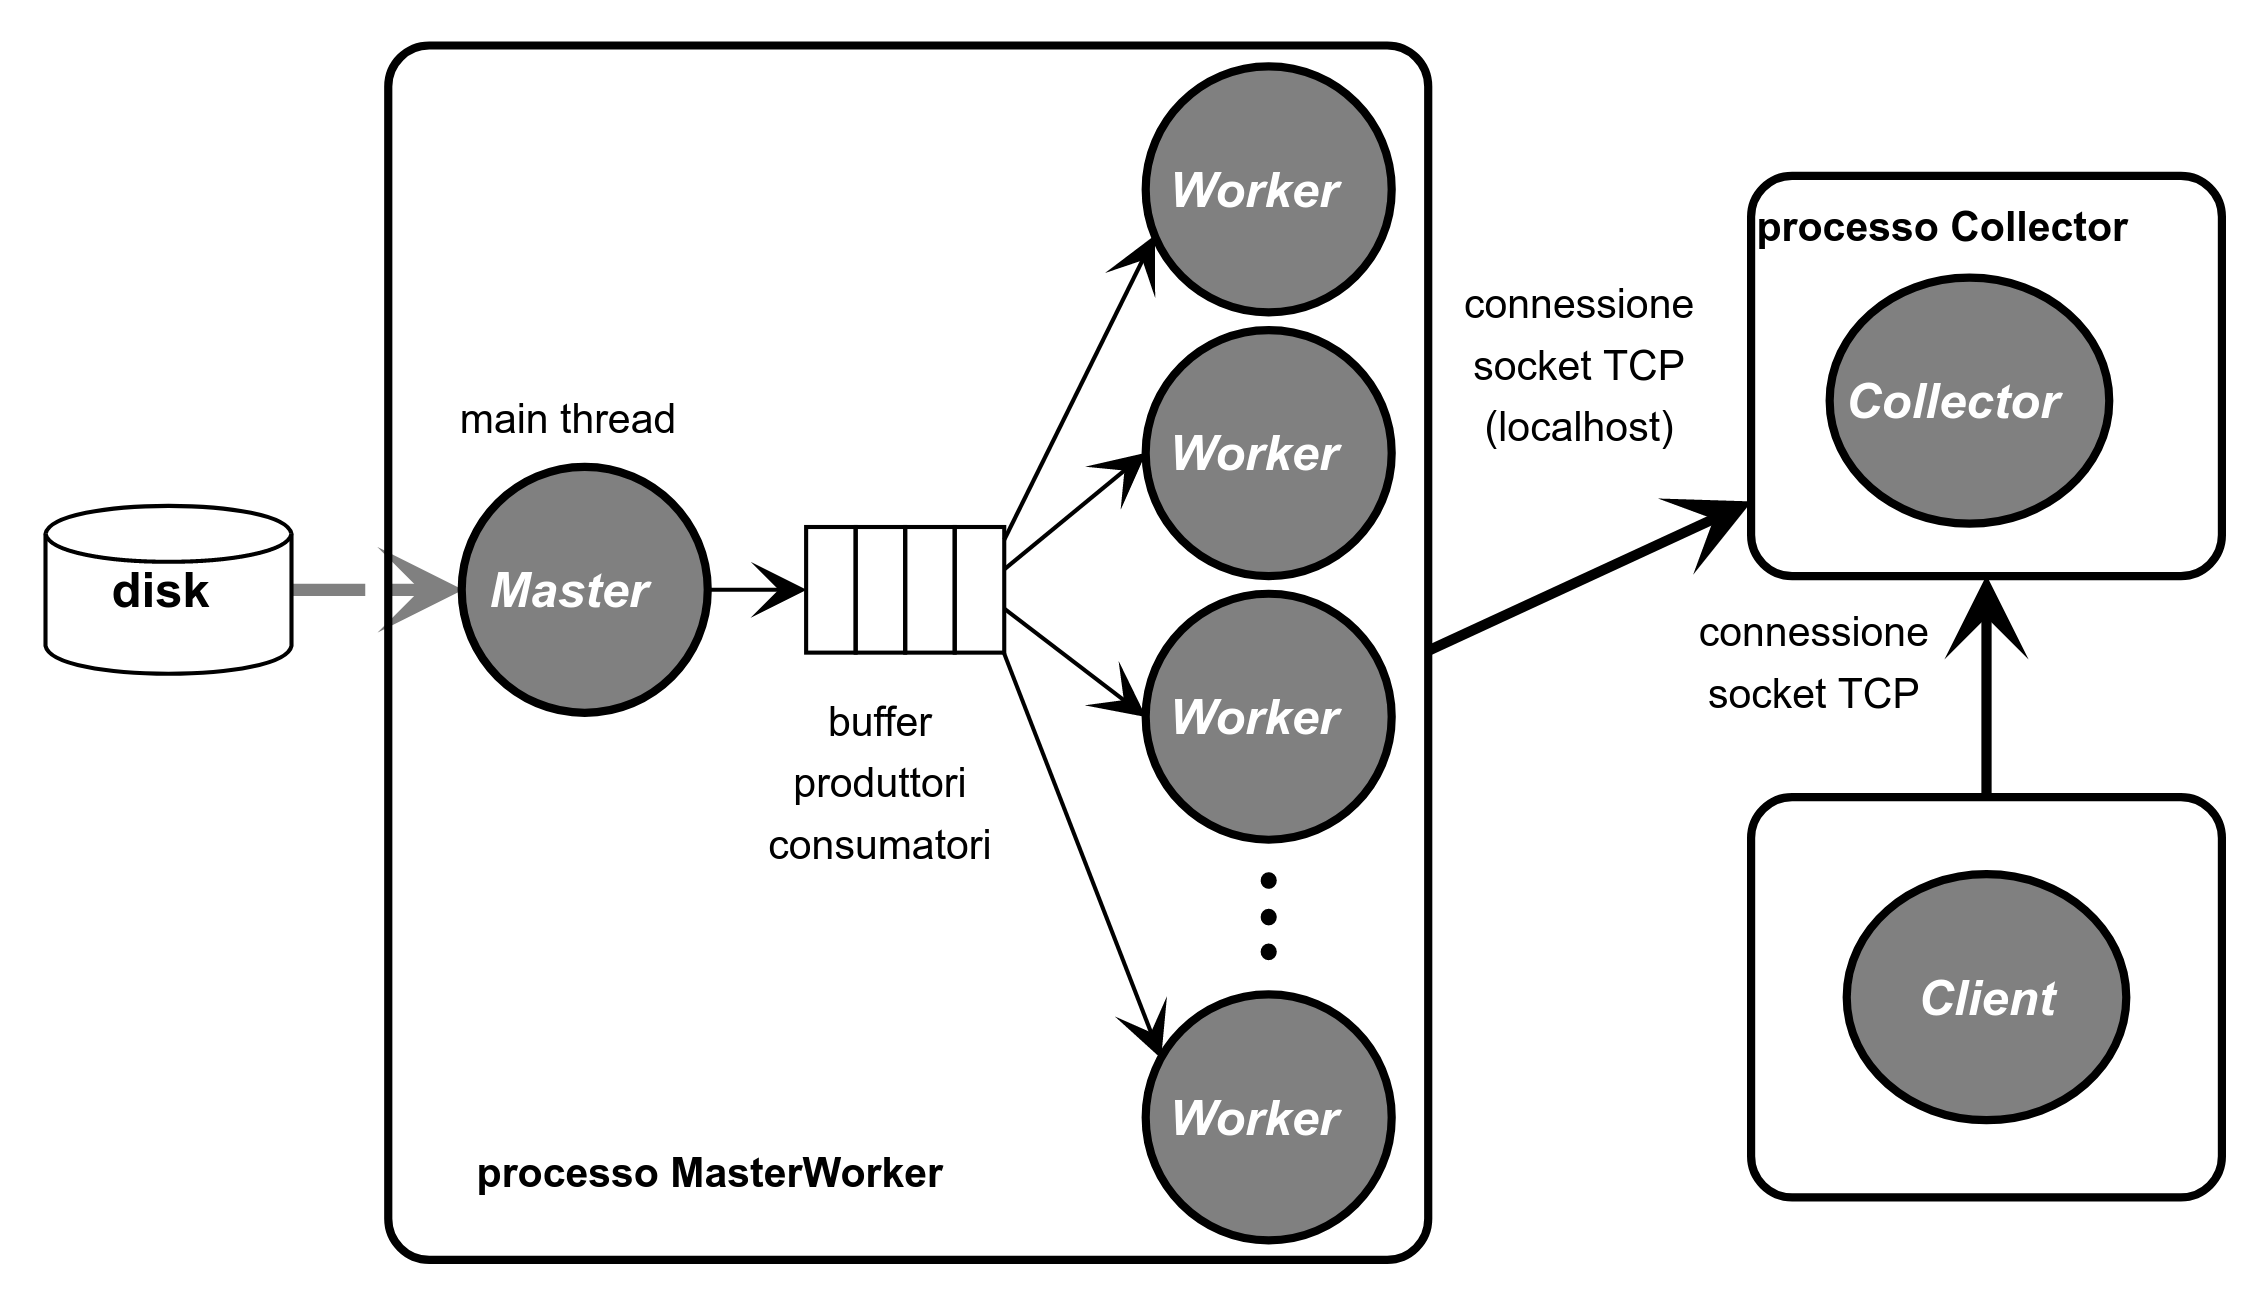 disk
main thread
Master
buffer
produttori
consumatori
processo MasterWorker
Worker
Worker
Worker
Worker
connessione
socket TCP
(localhost)
processo Collector
Collector
connessione
socket TCP
Client